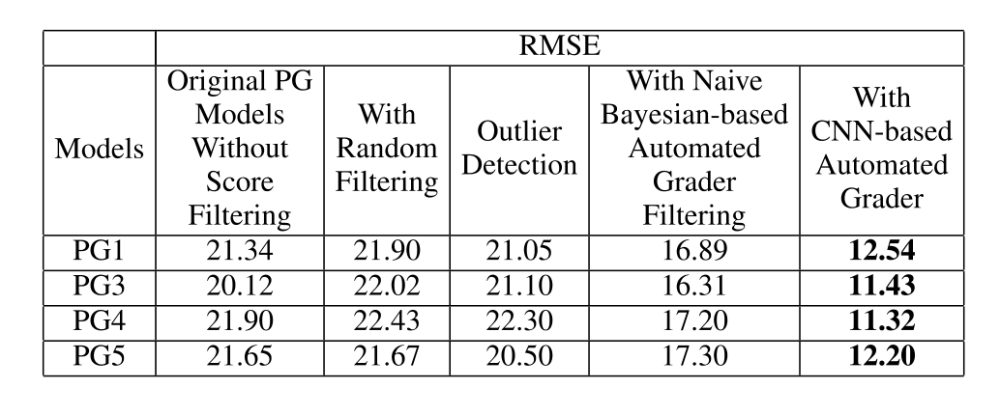 RMSE
Models
Original PG
Models
Without
Score
Filtering
With
Random
Filtering
Outlier
Detection
With Naive
Bayesian-based
Automated
Grader
Filtering
With
CNN-based
Automated
Grader
PG1 21.34 21.90 21.05 16.89 12.54
PG3 20.12 22.02 21.10 16.31 11.43
PG4 21.90 22.43 22.30 17.20 11.32
PG5 21.65 21.67 20.50 17.30 12.20